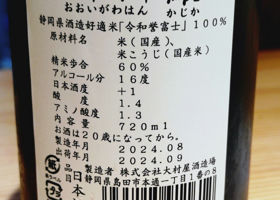 おおいがわはん かじか
静岡県酒造好適米「令和誉富士」100%
原材料名 米(国産)、
米こうじ(国産米)
精米歩合 60%
アルコール分 16度
日本酒度 +1
酸度 1.4
アミノ酸度 1.3
内容量 720ml
お酒は20歳になってから。
製造年月 2024.08
出荷年月 2024.09
製造者 株式会社大村屋酒造場
静岡県島田市本通一丁目1番の8
日本